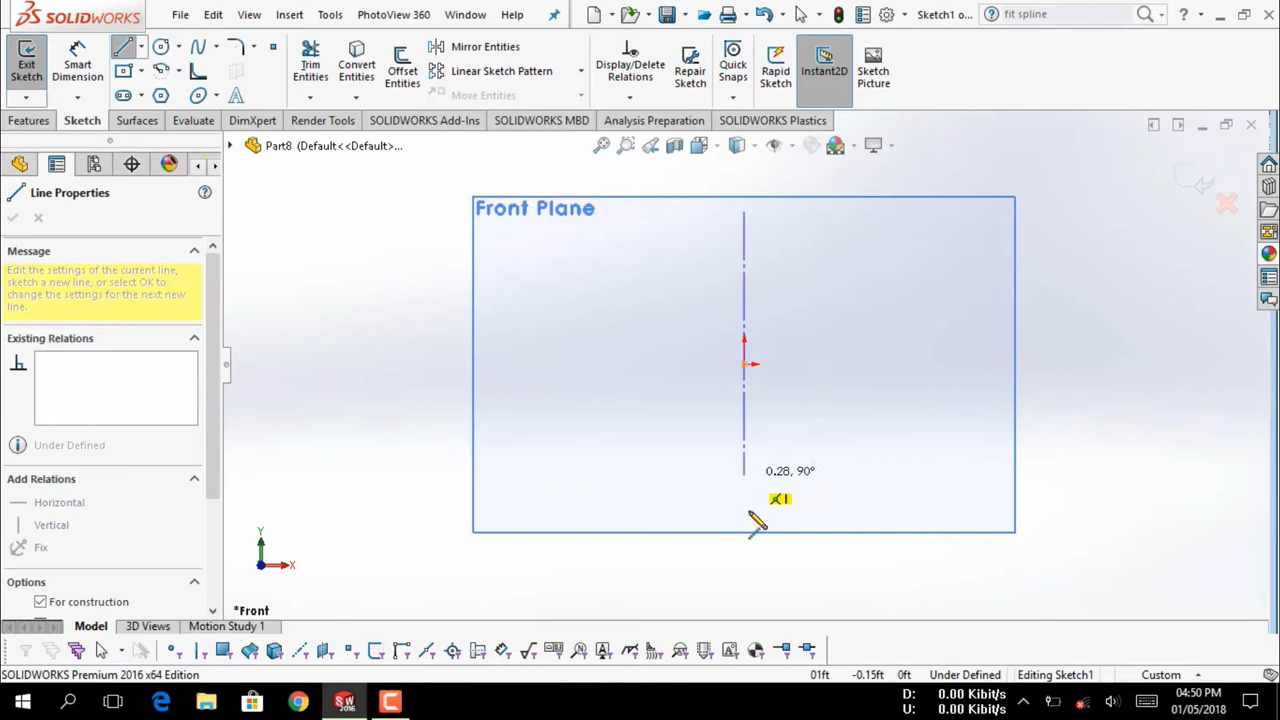 SOLIDWORKS File Edit View Insert Tools PhotoView 360 Window Help Sketch1 o... fit spline ?
Exit Sketch Smart Dimension Trim Entities Convert Entities Offset Entities Mirror Entities Linear Sketch Pattern Move Entities Display/Delete Relations Repair Sketch Quick Snaps Rapid Sketch Instant2D Sketch Picture
Features Sketch Surfaces Evaluate DimXpert Render Tools SOLIDWORKS Add-Ins SOLIDWORKS MBD Analysis Preparation SOLIDWORKS Plastics
Part8 (Default<<Default>...
Line Properties ?
Front Plane
Message
Edit the settings of the current line,
sketch a new line, or select OK to
change the settings for the next new
line.
Existing Relations
Under Defined
0.28, 90°
Add Relations
Horizontal
Vertical
Fix
Y
X
Options
For construction
*Front
Model 3D Views Motion Study 1
SOLIDWORKS Premium 2016 x64 Edition 01ft -0.15ft 0ft Under Defined Editing Sketch1 Custom
SW 2016 D: 0.00 Kibit/s 04:50 PM
U: 0.00 Kibit/s 01/05/2018